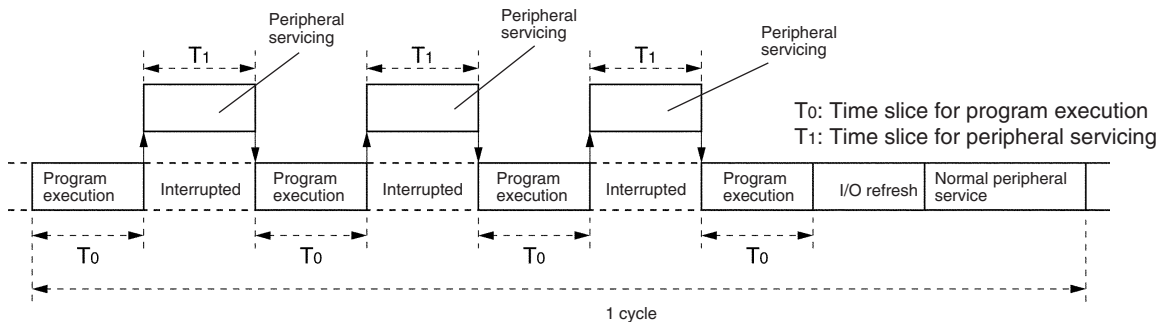 Peripheral
servicing
Peripheral
servicing
Peripheral
servicing
T1
T1
T1
T0: Time slice for program execution
T1: Time slice for peripheral servicing
Program
execution
Interrupted
Program
execution
Interrupted
Program
execution
Interrupted
Program
execution
I/O refresh
Normal peripheral
service
T0
T0
T0
T0
1 cycle